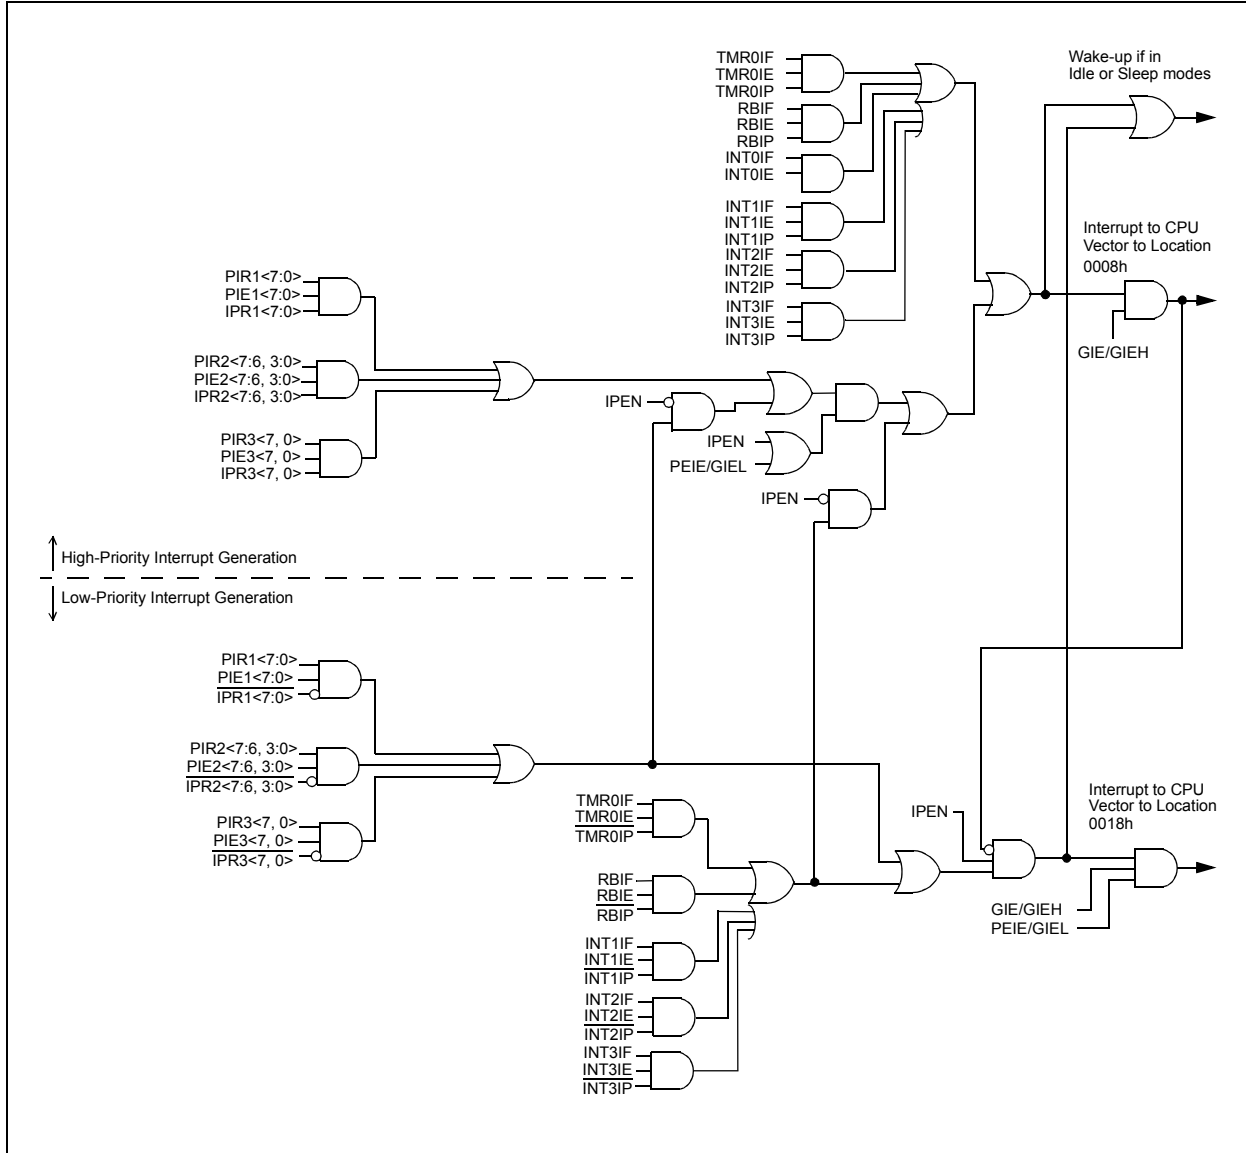 TMR0IF
TMR0IE
TMR0IP
RBIF
RBIE
RBIP
INT0IF
INT0IE
INT1IF
INT1IE
INT1IP
INT2IF
INT2IE
INT2IP
INT3IF
INT3IE
INT3IP
Wake-up if in
Idle or Sleep modes
Interrupt to CPU
Vector to Location
0008h
GIE/GIEH
PIR1<7:0>
PIE1<7:0>
IPR1<7:0>
PIR2<7:6, 3:0>
PIE2<7:6, 3:0>
IPR2<7:6, 3:0>
PIR3<7, 0>
PIE3<7, 0>
IPR3<7, 0>
IPEN
IPEN
PEIE/GIEL
IPEN
High-Priority Interrupt Generation
Low-Priority Interrupt Generation
PIR1<7:0>
PIE1<7:0>
IPR1<7:0>
PIR2<7:6, 3:0>
PIE2<7:6, 3:0>
IPR2<7:6, 3:0>
PIR3<7, 0>
PIE3<7, 0>
IPR3<7, 0>
TMR0IF
TMR0IE
TMR0IP
RBIF
RBIE
RBIP
INT1IF
INT1IE
INT1IP
INT2IF
INT2IE
INT2IP
INT3IF
INT3IE
INT3IP
IPEN
Interrupt to CPU
Vector to Location
0018h
GIE/GIEH
PEIE/GIEL